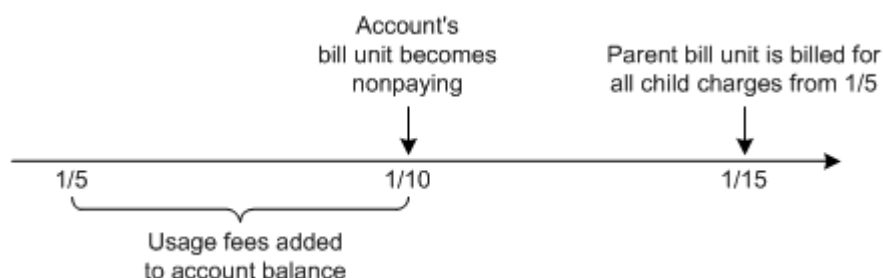 Account's
bill unit becomes
nonpaying
Parent bill unit is billed for
all child charges from 1/5
1/5
1/10
1/15
Usage fees added
to account balance